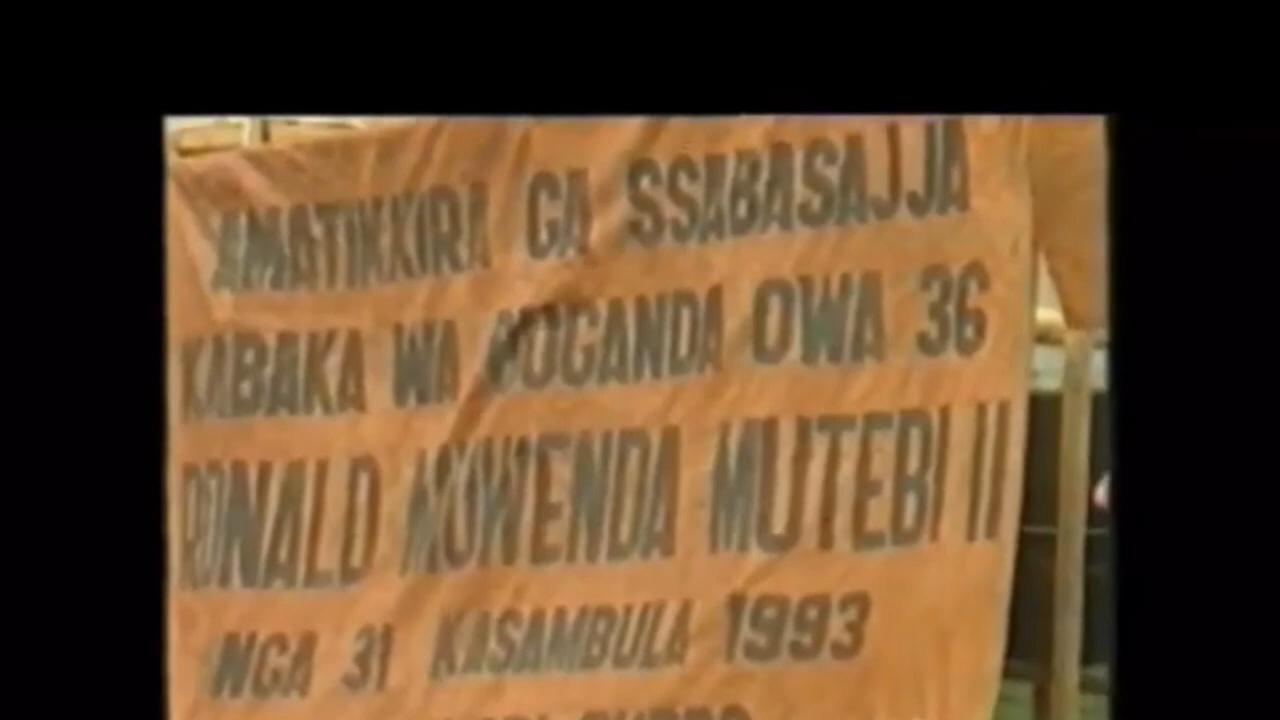 AMATIKKIRA GA SSABASAJJA
KABAKA WA BUGANDA OWA 36
RONALD MUWENDA MUTEBI II
NGA 31 KASAMBULA 1993